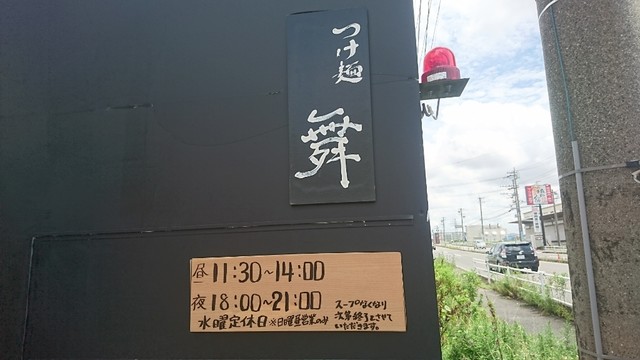 つけ麺
舞
昼 11:30~14:00
夜 18:00~21:00
水曜定休日 ※日曜昼営業のみ
スープなくなり
次第終了とさせて
いただきます。